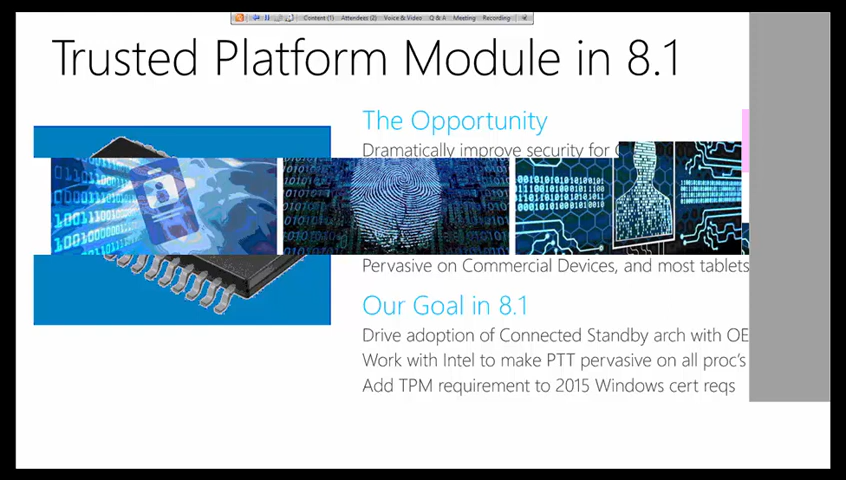 Content (1) Attendees (2) Voice & Video Q & A Meeting Recording
Trusted Platform Module in 8.1
The Opportunity
Dramatically improve security for
Pervasive on Commercial Devices, and most tablets
Our Goal in 8.1
Drive adoption of Connected Standby arch with OE
Work with Intel to make PTT pervasive on all proc's
Add TPM requirement to 2015 Windows cert reqs